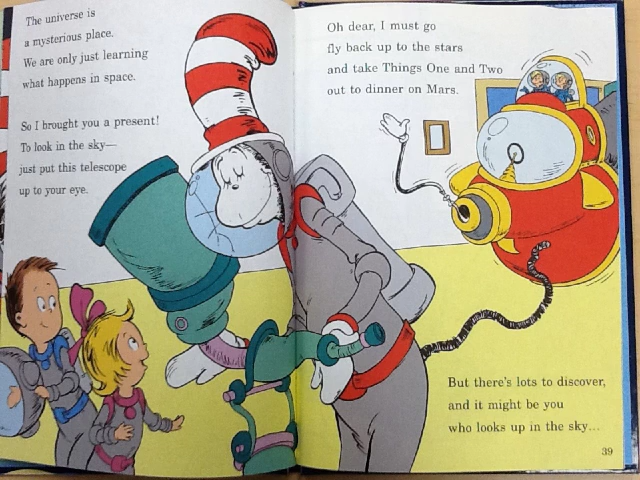 The universe is
a mysterious place.
We are only just learning
what happens in space.
So I brought you a present!
To look in the sky—
just put this telescope
up to your eye.
Oh dear, I must go
fly back up to the stars
and take Things One and Two
out to dinner on Mars.
But there's lots to discover,
and it might be you
who looks up in the sky...
39